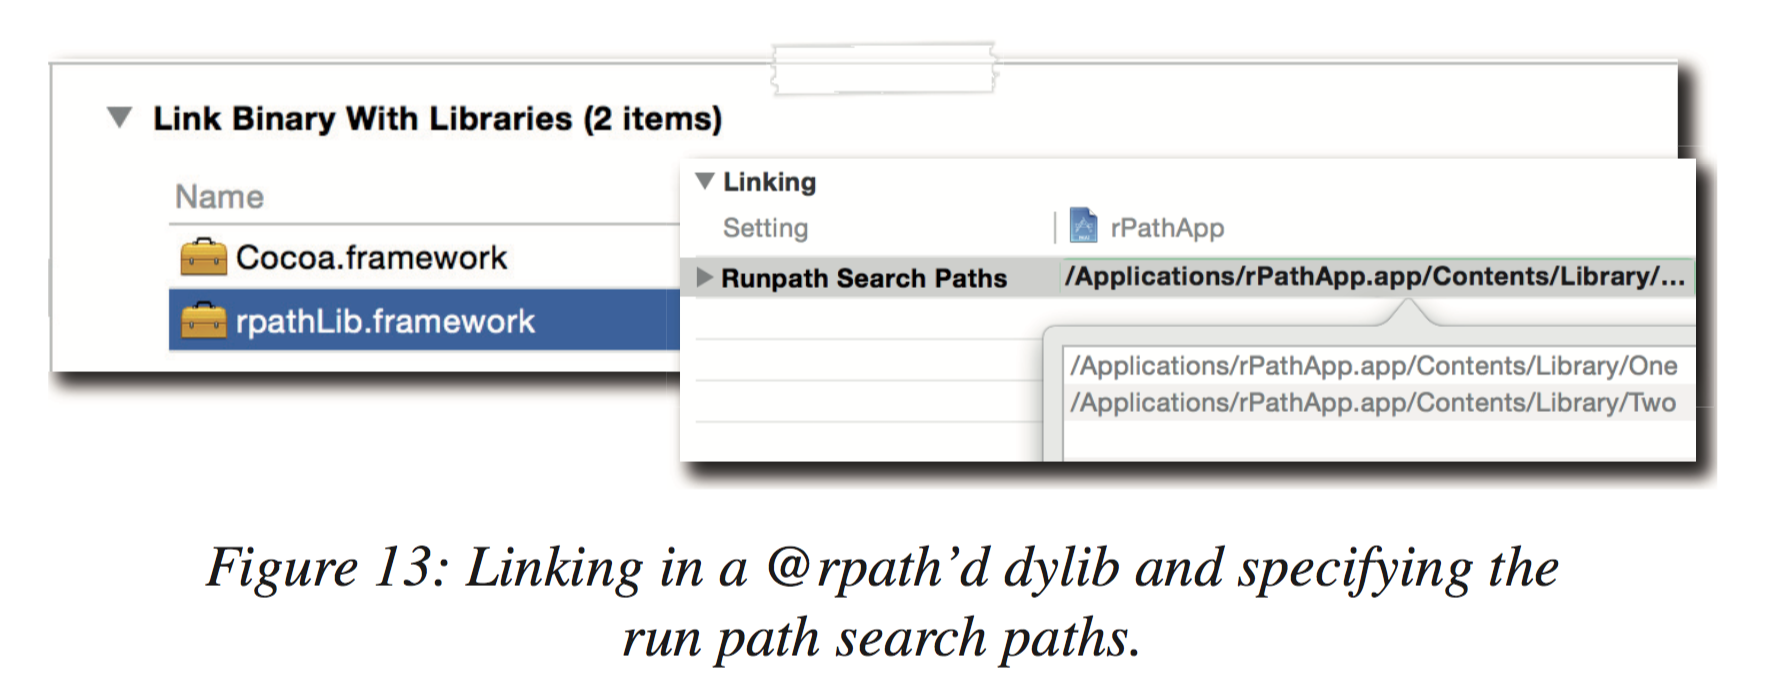 Link Binary With Libraries (2 items)
Name
Cocoa.framework
rpathLib.framework
Linking
Setting
rPathApp
Runpath Search Paths
/Applications/rPathApp.app/Contents/Library/...
/Applications/rPathApp.app/Contents/Library/One
/Applications/rPathApp.app/Contents/Library/Two
Figure 13: Linking in a @rpath’d dylib and specifying the
run path search paths.